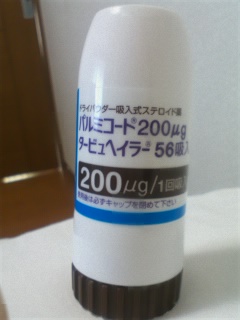 ドライパウダー吸入式ステロイド薬
パルミコート®200μg
タービュヘイラー® 56吸入
200μg/1回吸
使用後は必ずキャップを閉めて下さい